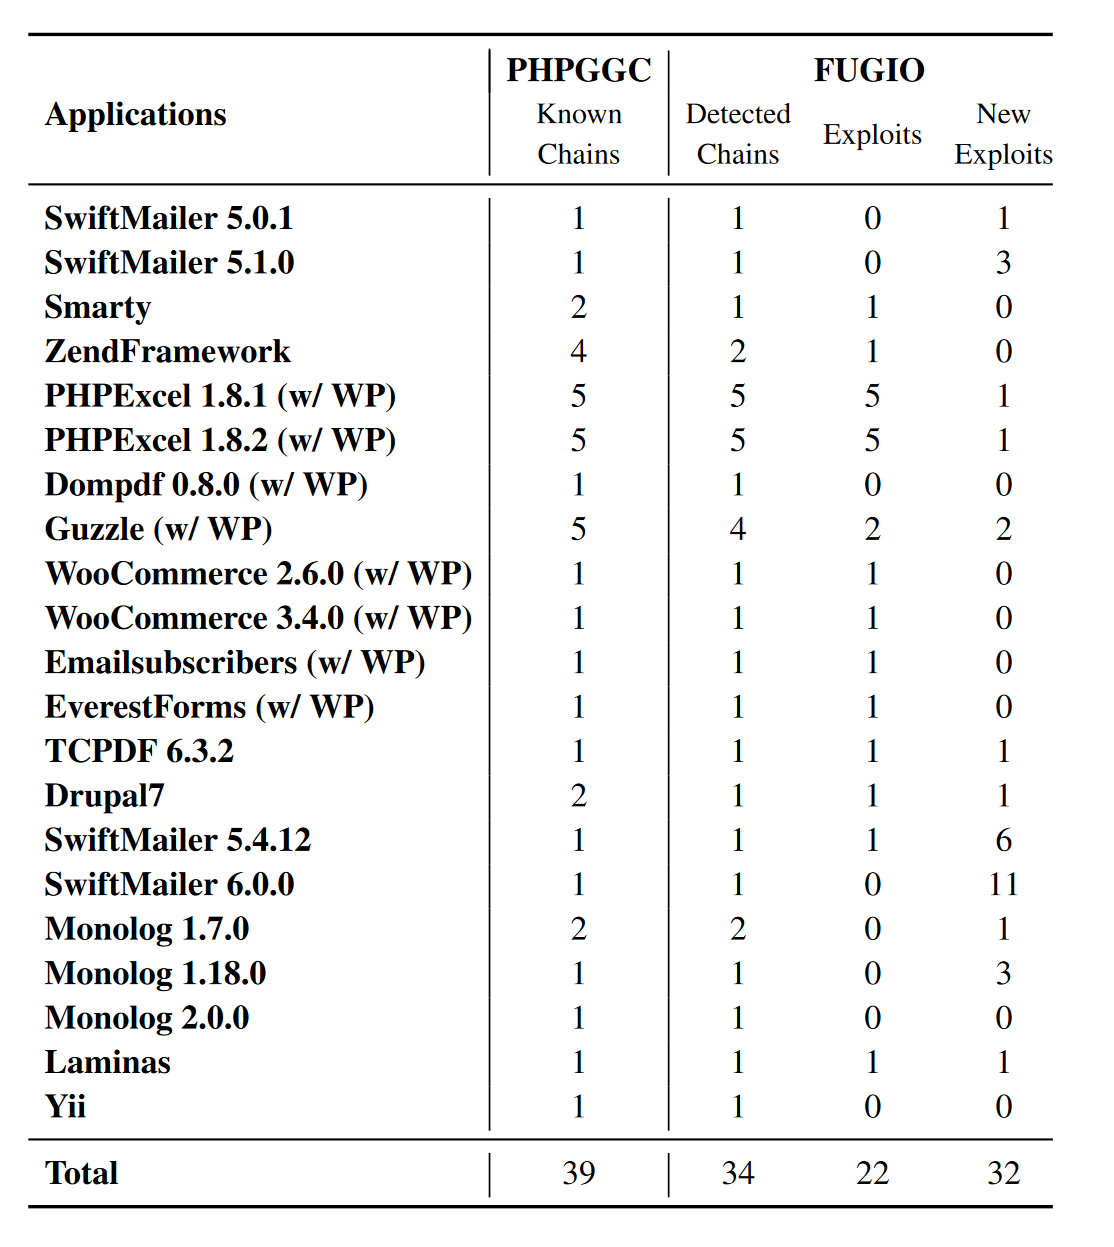 PHPGGC FUGIO
Applications Known Chains Detected Chains Exploits New Exploits
SwiftMailer 5.0.1 1 1 0 1
SwiftMailer 5.1.0 1 1 0 3
Smarty 2 1 1 0
ZendFramework 4 2 1 0
PHPExcel 1.8.1 (w/ WP) 5 5 5 1
PHPExcel 1.8.2 (w/ WP) 5 5 5 1
Dompdf 0.8.0 (w/ WP) 1 1 0 0
Guzzle (w/ WP) 5 4 2 2
WooCommerce 2.6.0 (w/ WP) 1 1 1 0
WooCommerce 3.4.0 (w/ WP) 1 1 1 0
Emailsubscribers (w/ WP) 1 1 1 0
EverestForms (w/ WP) 1 1 1 0
TCPDF 6.3.2 1 1 1 1
Drupal7 2 1 1 1
SwiftMailer 5.4.12 1 1 1 6
SwiftMailer 6.0.0 1 1 0 11
Monolog 1.7.0 2 2 0 1
Monolog 1.18.0 1 1 0 3
Monolog 2.0.0 1 1 0 0
Laminas 1 1 1 1
Yii 1 1 0 0
Total 39 34 22 32